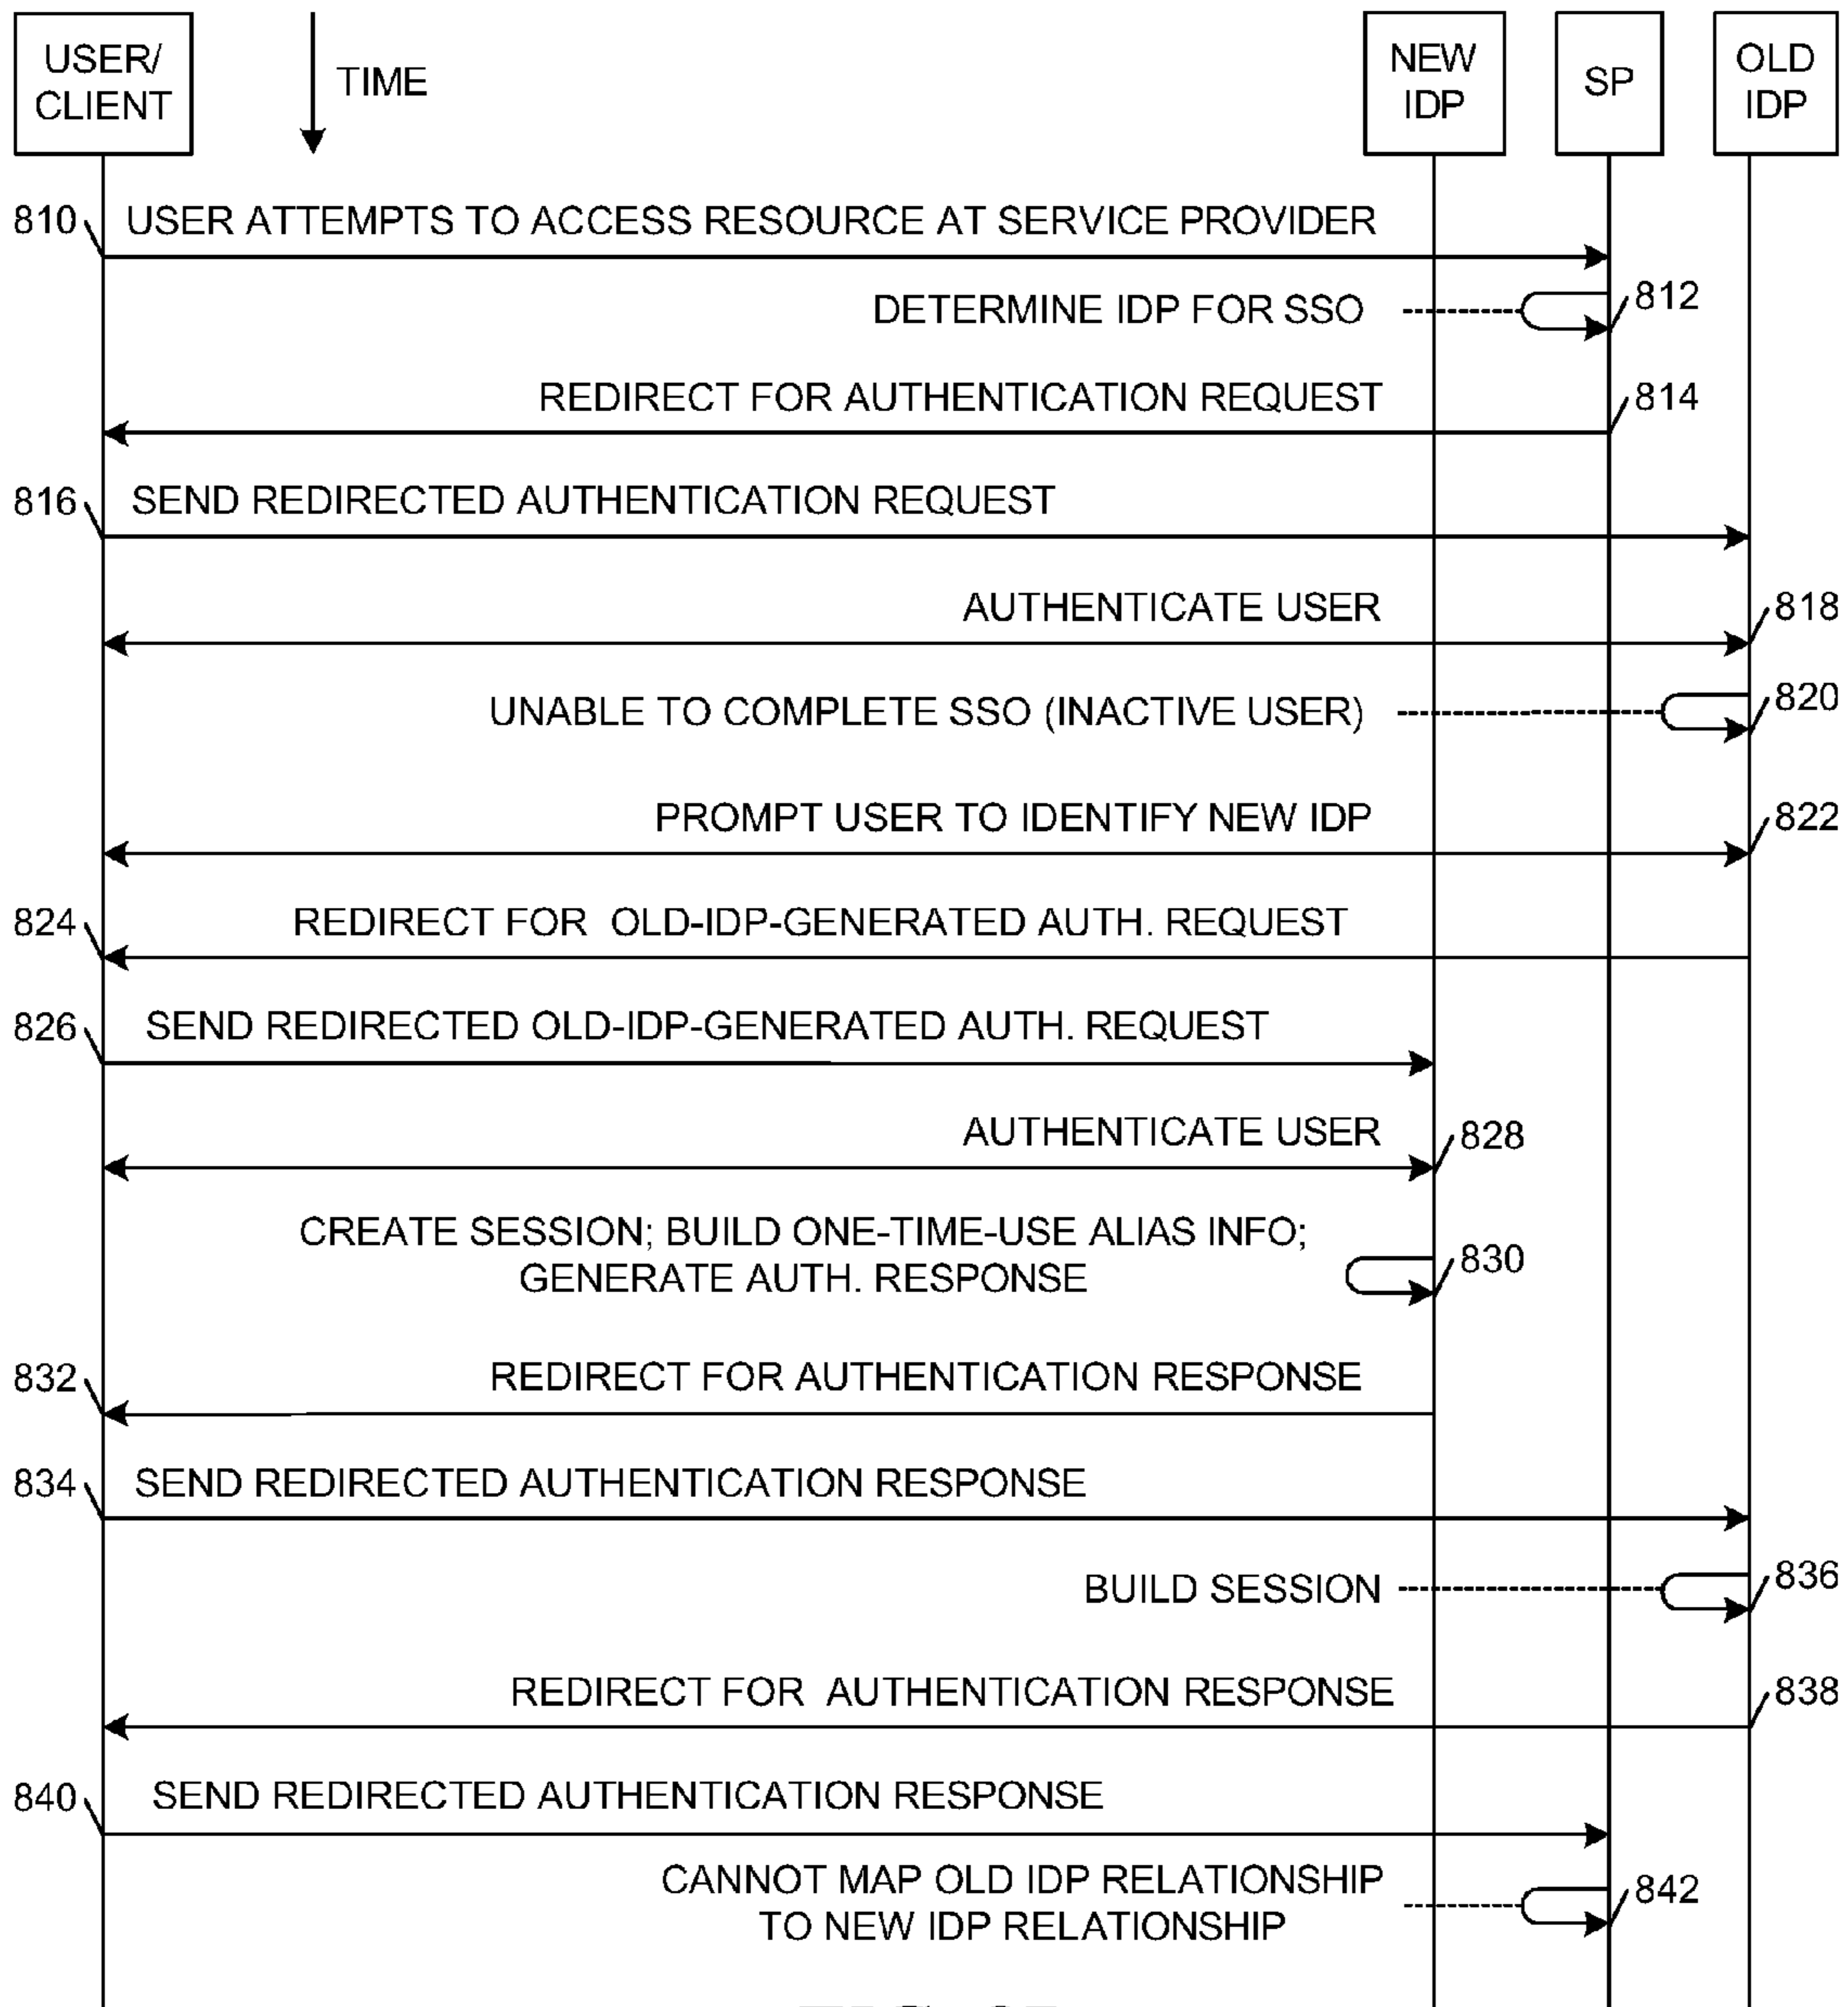 USER/
CLIENT
TIME
NEW
IDP
SP
OLD
IDP
810
USER ATTEMPTS TO ACCESS RESOURCE AT SERVICE PROVIDER
DETERMINE IDP FOR SSO
812
REDIRECT FOR AUTHENTICATION REQUEST
814
816
SEND REDIRECTED AUTHENTICATION REQUEST
AUTHENTICATE USER
818
UNABLE TO COMPLETE SSO (INACTIVE USER)
820
PROMPT USER TO IDENTIFY NEW IDP
822
824
REDIRECT FOR OLD-IDP-GENERATED AUTH. REQUEST
826
SEND REDIRECTED OLD-IDP-GENERATED AUTH. REQUEST
AUTHENTICATE USER
828
CREATE SESSION; BUILD ONE-TIME-USE ALIAS INFO;
GENERATE AUTH. RESPONSE
830
832
REDIRECT FOR AUTHENTICATION RESPONSE
834
SEND REDIRECTED AUTHENTICATION RESPONSE
BUILD SESSION
836
REDIRECT FOR AUTHENTICATION RESPONSE
838
840
SEND REDIRECTED AUTHENTICATION RESPONSE
CANNOT MAP OLD IDP RELATIONSHIP
TO NEW IDP RELATIONSHIP
842